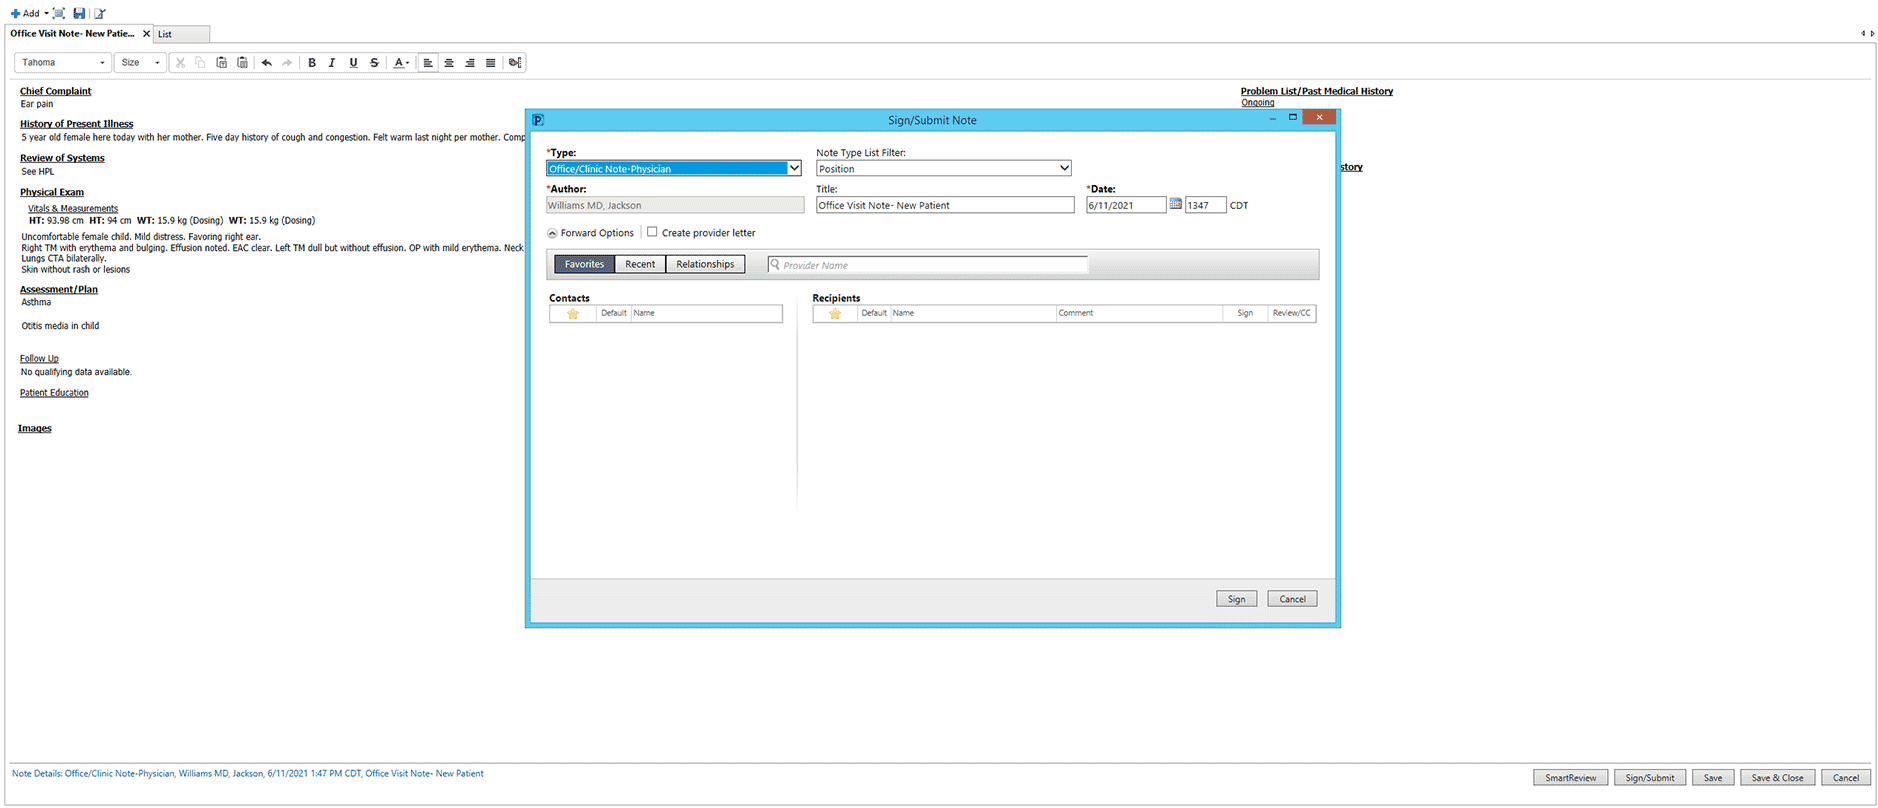 Add
Office Visit Note- New Patie...
List
Tahoma
Size
B I U S A
Chief Complaint
Ear pain
History of Present Illness
5 year old female here today with her mother. Five day history of cough and congestion. Felt warm last night per mother. Comp
Review of Systems
See HPL
Physical Exam
Vitals & Measurements
HT: 93.98 cm HT: 94 cm WT: 15.9 kg (Dosing) WT: 15.9 kg (Dosing)
Uncomfortable female child. Mild distress. Favoring right ear.
Right TM with erythema and bulging. Effusion noted. EAC clear. Left TM dull but without effusion. OP with mild erythema. Neck
Lungs CTA bilaterally.
Skin without rash or lesions
Assessment/Plan
Asthma
Otitis media in child
Follow Up
No qualifying data available.
Patient Education
Images
Problem List/Past Medical History
Ongoing
story
Sign/Submit Note
*Type:
Note Type List Filter:
Office/Clinic Note-Physician
Position
*Author:
Title:
*Date:
Williams MD, Jackson
Office Visit Note- New Patient
6/11/2021
1347
CDT
Forward Options
Create provider letter
Favorites
Recent
Relationships
Provider Name
Contacts
Recipients
Default
Name
Default
Name
Comment
Sign
Review/CC
Sign
Cancel
Note Details: Office/Clinic Note-Physician, Williams MD, Jackson, 6/11/2021 1:47 PM CDT, Office Visit Note- New Patient
SmartReview
Sign/Submit
Save
Save & Close
Cancel